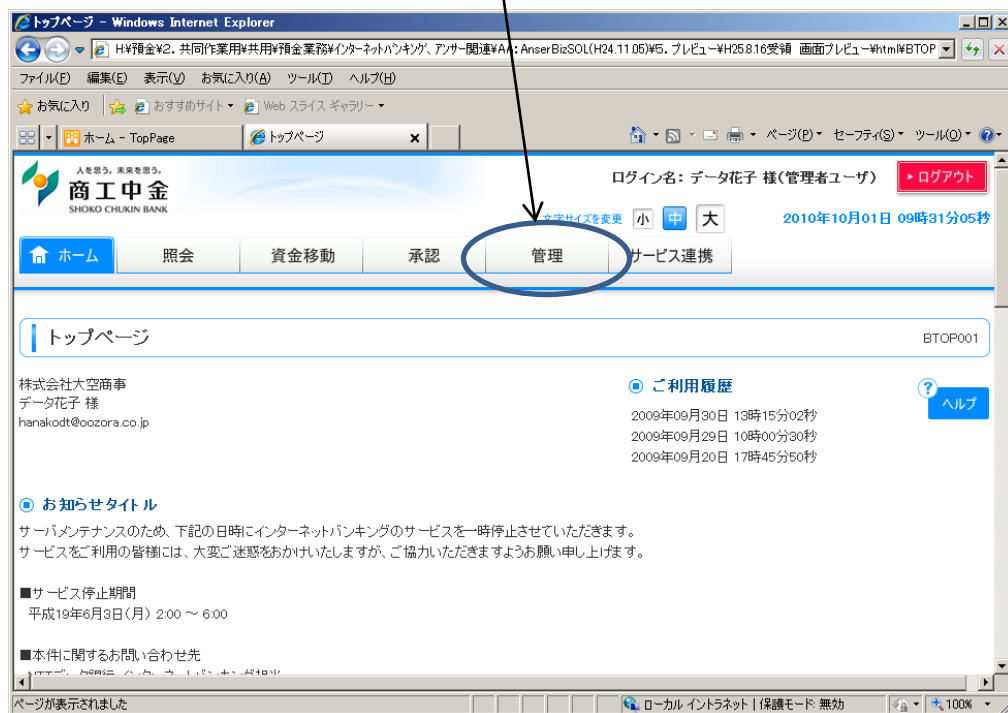 トップページ - Windows Internet Explorer
H:¥預金¥2．共同作業用¥共用¥預金業務¥インターネットバンキング、アンサー関連¥AA：AnserBizSOL(H24.11.05)¥5．プレビュー¥H25.8.16受領 画面プレビュー¥html¥BTOP
ファイル(F) 編集(E) 表示(V) お気に入り(A) ツール(T) ヘルプ(H)
お気に入り おすすめサイト Web スライス ギャラリー
ホーム - TopPage トップページ ページ(P) セーフティ(S) ツール(O)
人を思う。未来を思う。
商工中金
SHOKO CHUKIN BANK
ログイン名：データ花子 様（管理者ユーザ） ログアウト
文字サイズを変更 小 中 大 2010年10月01日 09時31分05秒
ホーム 照会 資金移動 承認 管理 サービス連携
トップページ BTOP001
株式会社大空商事
データ花子 様
hanakodt@oozora.co.jp
ご利用履歴
2009年09月30日 13時15分02秒
2009年09月29日 10時00分30秒
2009年09月20日 17時45分50秒
? ヘルプ
お知らせタイトル
サーバメンテナンスのため、下記の日時にインターネットバンキングのサービスを一時停止させていただきます。
サービスをご利用の皆様には、大変ご迷惑をおかけいたしますが、ご協力いただきますようお願い申し上げます。
■サービス停止期間
平成19年6月3日（月） 2:00 ～ 6:00
■本件に関するお問い合わせ先
ページが表示されました ローカル イントラネット | 保護モード: 無効 100%